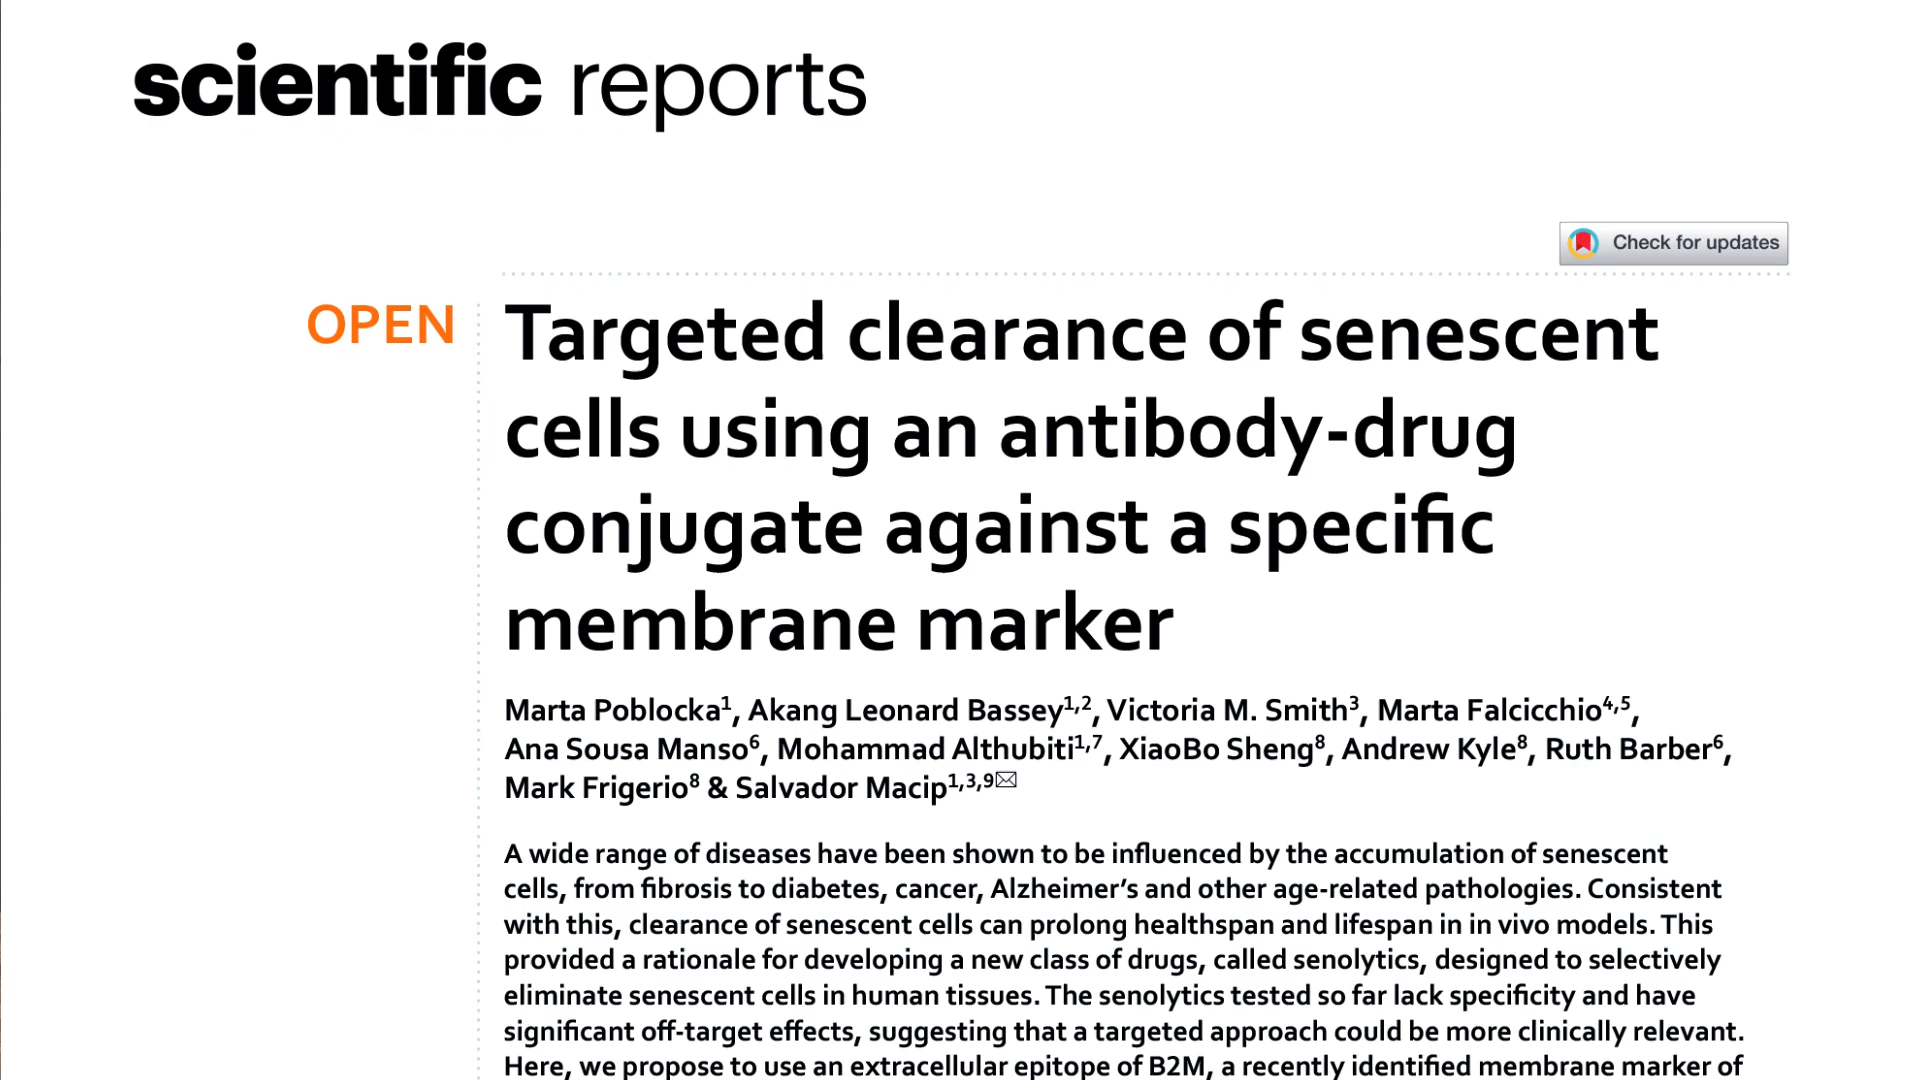 scientific reports
Check for updates
OPEN
Targeted clearance of senescent
cells using an antibody-drug
conjugate against a specific
membrane marker
Marta Poblocka1, Akang Leonard Bassey1,2, Victoria M. Smith3, Marta Falcicchio4,5,
Ana Sousa Manso6, Mohammad Althubiti1,7, XiaoBo Sheng8, Andrew Kyle8, Ruth Barber6,
Mark Frigerio8 & Salvador Macip1,3,9✉
A wide range of diseases have been shown to be influenced by the accumulation of senescent
cells, from fibrosis to diabetes, cancer, Alzheimer’s and other age-related pathologies. Consistent
with this, clearance of senescent cells can prolong healthspan and lifespan in in vivo models. This
provided a rationale for developing a new class of drugs, called senolytics, designed to selectively
eliminate senescent cells in human tissues. The senolytics tested so far lack specificity and have
significant off-target effects, suggesting that a targeted approach could be more clinically relevant.
Here, we propose to use an extracellular epitope of B2M, a recently identified membrane marker of